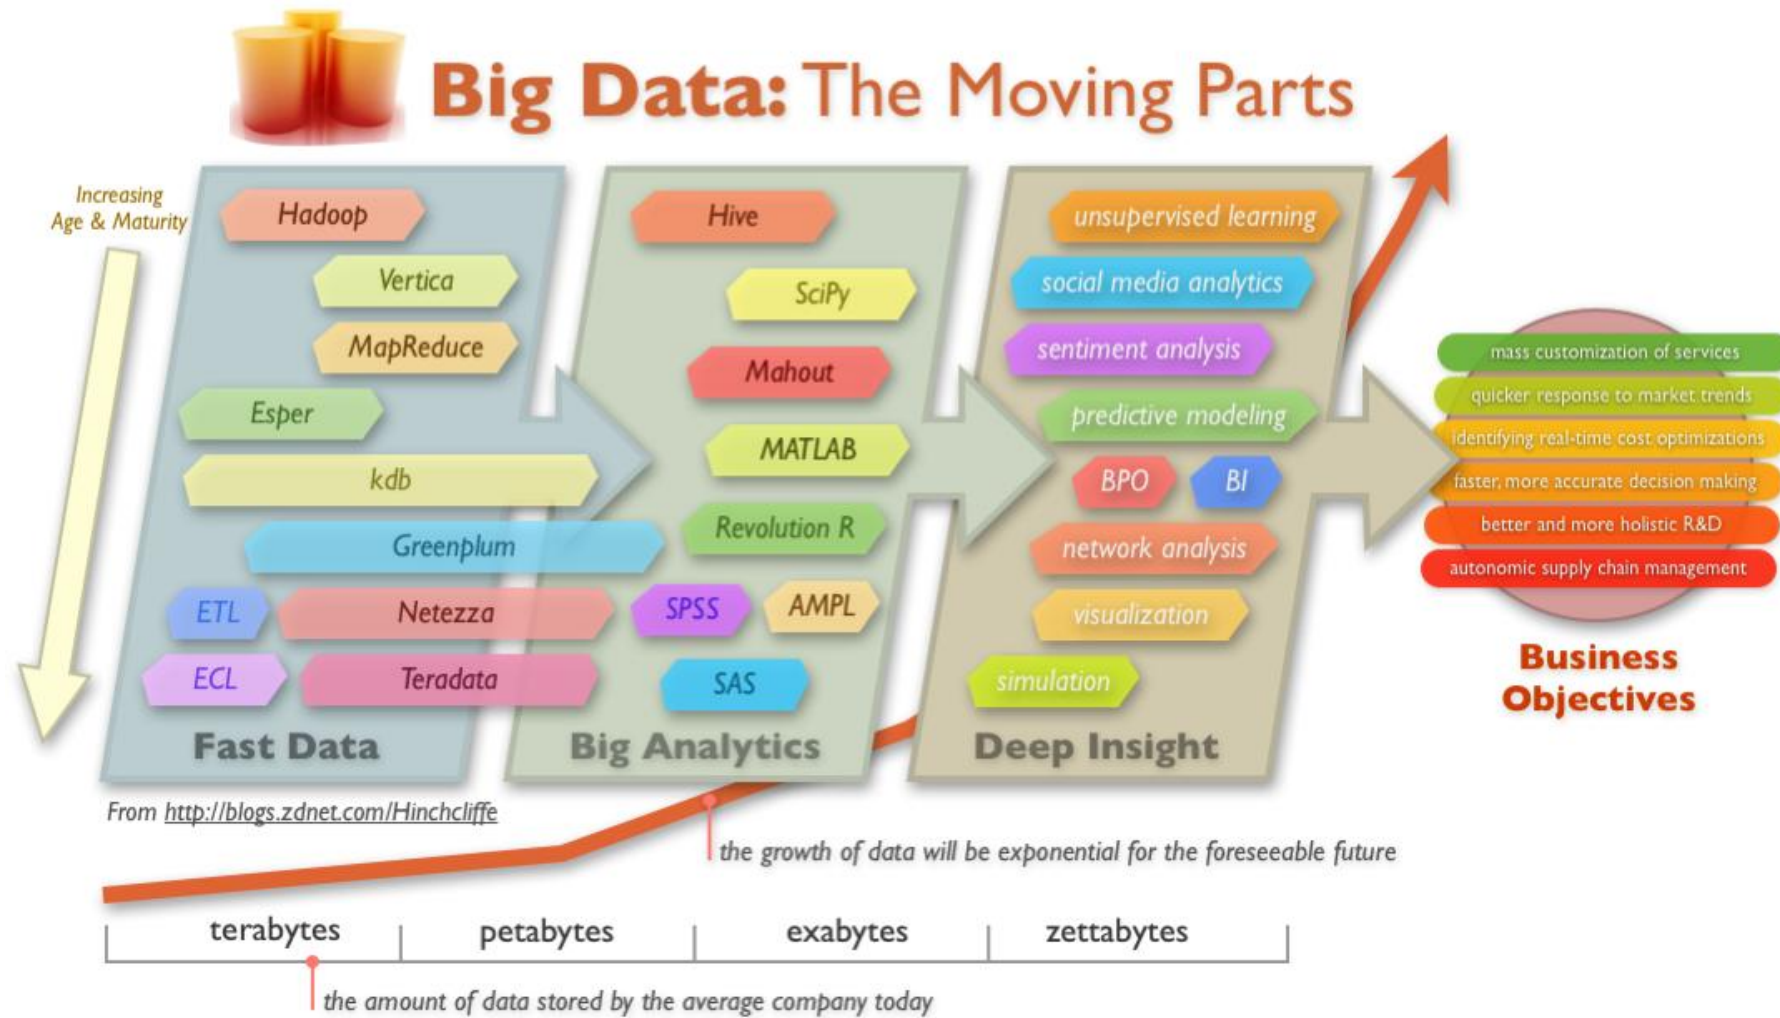 Big Data: The Moving Parts
Increasing
Age & Maturity
Hadoop
Vertica
MapReduce
Esper
kdb
Greenplum
ETL
Netezza
ECL
Teradata
Fast Data
Hive
SciPy
Mahout
MATLAB
Revolution R
SPSS
AMPL
SAS
Big Analytics
unsupervised learning
social media analytics
sentiment analysis
predictive modeling
BPO
BI
network analysis
visualization
simulation
Deep Insight
mass customization of services
quicker response to market trends
identifying real-time cost optimizations
faster, more accurate decision making
better and more holistic R&D
autonomic supply chain management
Business
Objectives
From http://blogs.zdnet.com/Hinchcliffe
the growth of data will be exponential for the foreseeable future
terabytes
petabytes
exabytes
zettabytes
the amount of data stored by the average company today